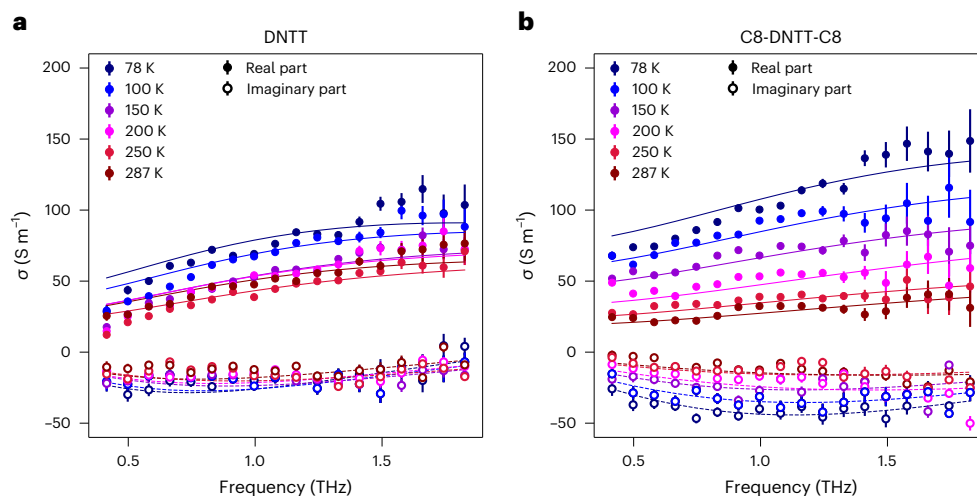 a
DNTT
200
150
100
50
0
−50
σ (S m⁻¹)
78 K
100 K
150 K
200 K
250 K
287 K
Real part
Imaginary part
0.5
1.0
1.5
Frequency (THz)
b
C8-DNTT-C8
200
150
100
50
0
−50
σ (S m⁻¹)
78 K
100 K
150 K
200 K
250 K
287 K
Real part
Imaginary part
0.5
1.0
1.5
Frequency (THz)